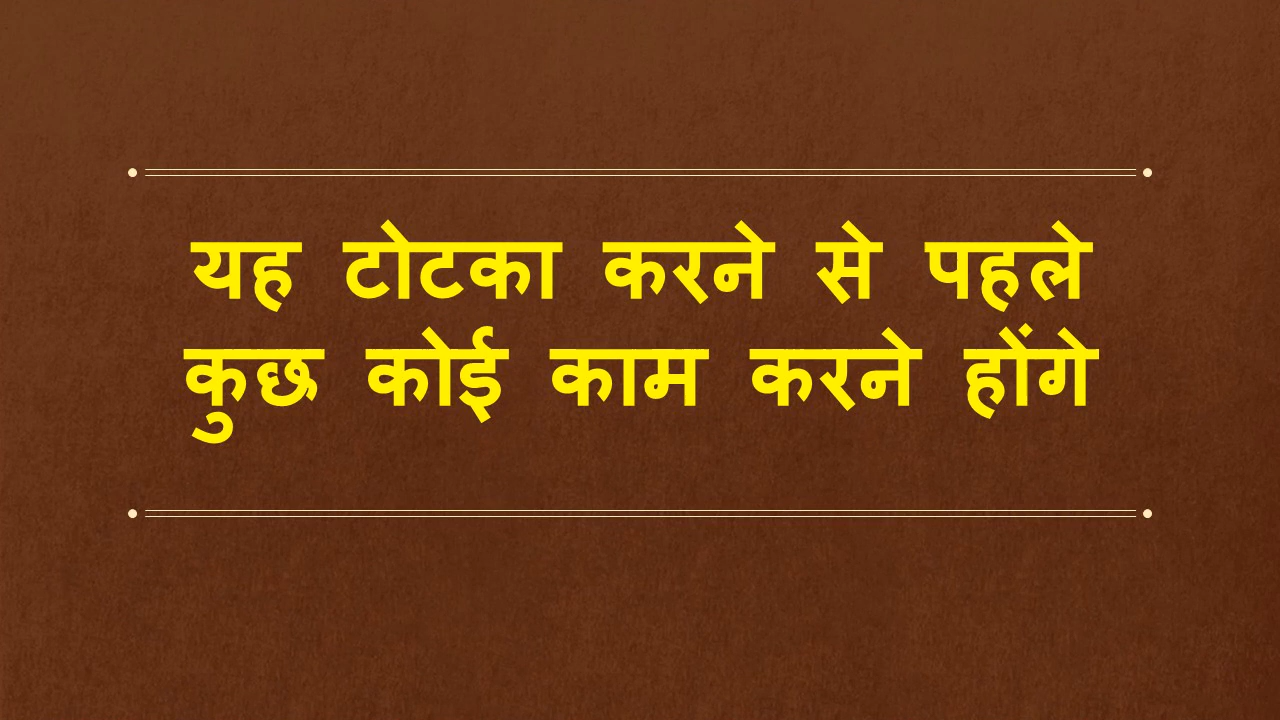 यह टोटका करने से पहले
कुछ कोई काम करने होंगे